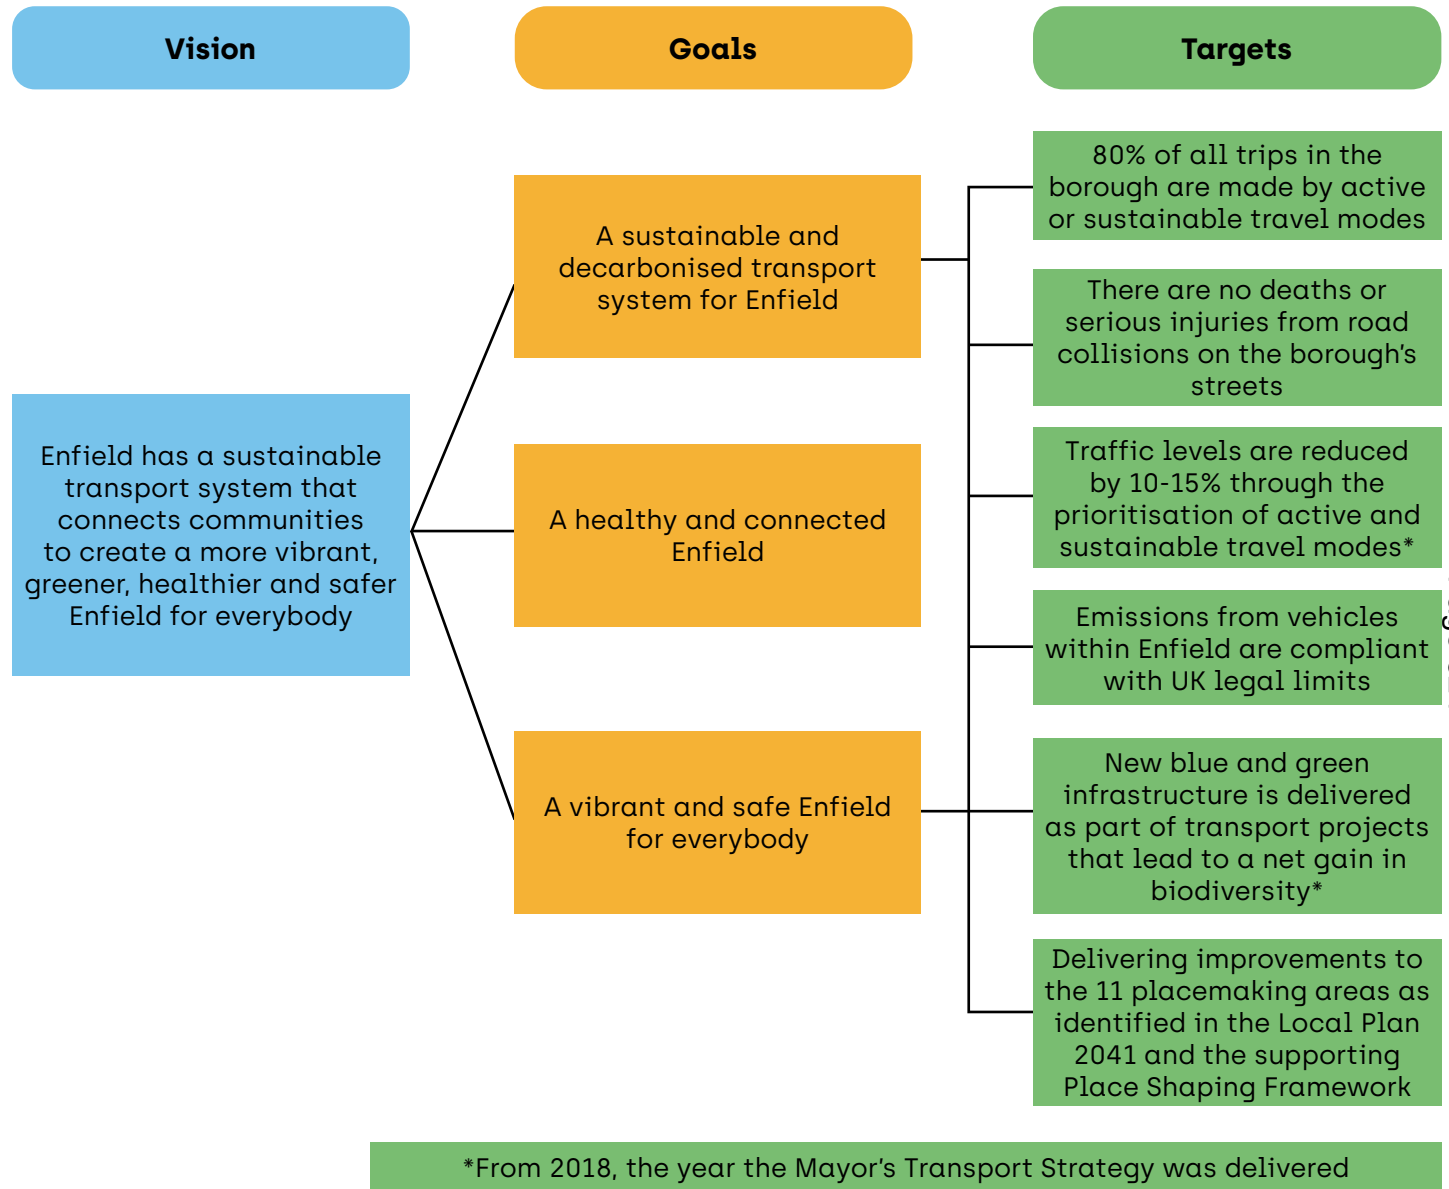 Vision
Goals
Targets
Enfield has a sustainable
transport system that
connects communities
to create a more vibrant,
greener, healthier and safer
Enfield for everybody
A sustainable and
decarbonised transport
system for Enfield
A healthy and connected
Enfield
A vibrant and safe Enfield
for everybody
80% of all trips in the
borough are made by active
or sustainable travel modes
There are no deaths or
serious injuries from road
collisions on the borough's
streets
Traffic levels are reduced
by 10-15% through the
prioritisation of active and
sustainable travel modes*
Emissions from vehicles
within Enfield are compliant
with UK legal limits
New blue and green
infrastructure is delivered
as part of transport projects
that lead to a net gain in
biodiversity*
Delivering improvements to
the 11 placemaking areas as
identified in the Local Plan
2041 and the supporting
Place Shaping Framework
*From 2018, the year the Mayor's Transport Strategy was delivered